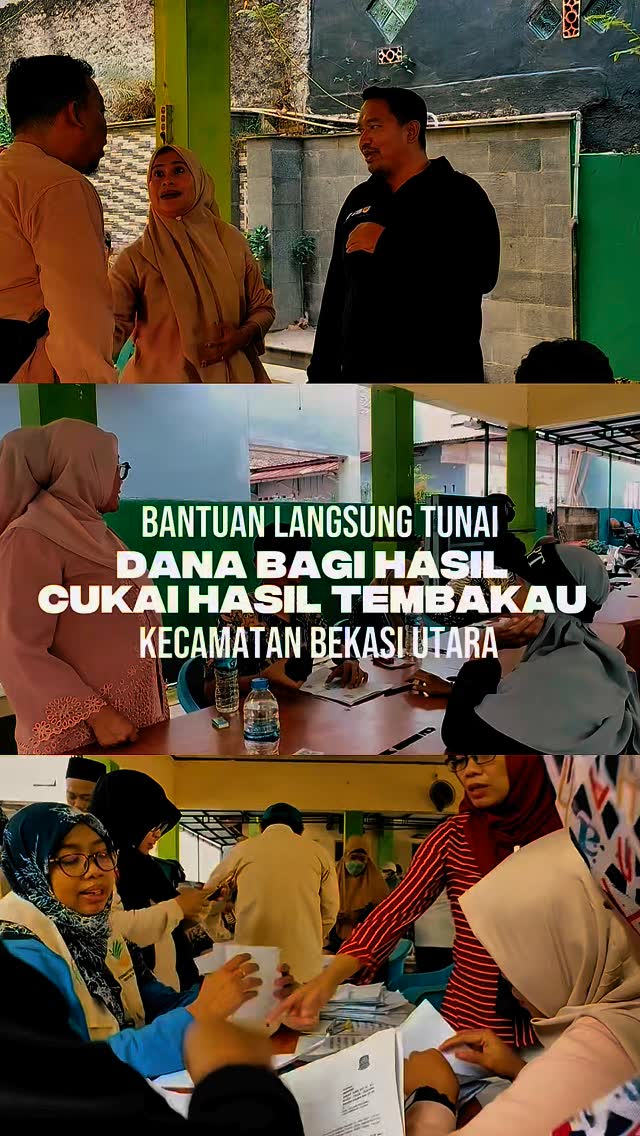 BANTUAN LANGSUNG TUNAI
DANA BAGI HASIL
CUKAI HASIL TEMBAKAU
KECAMATAN BEKASI UTARA